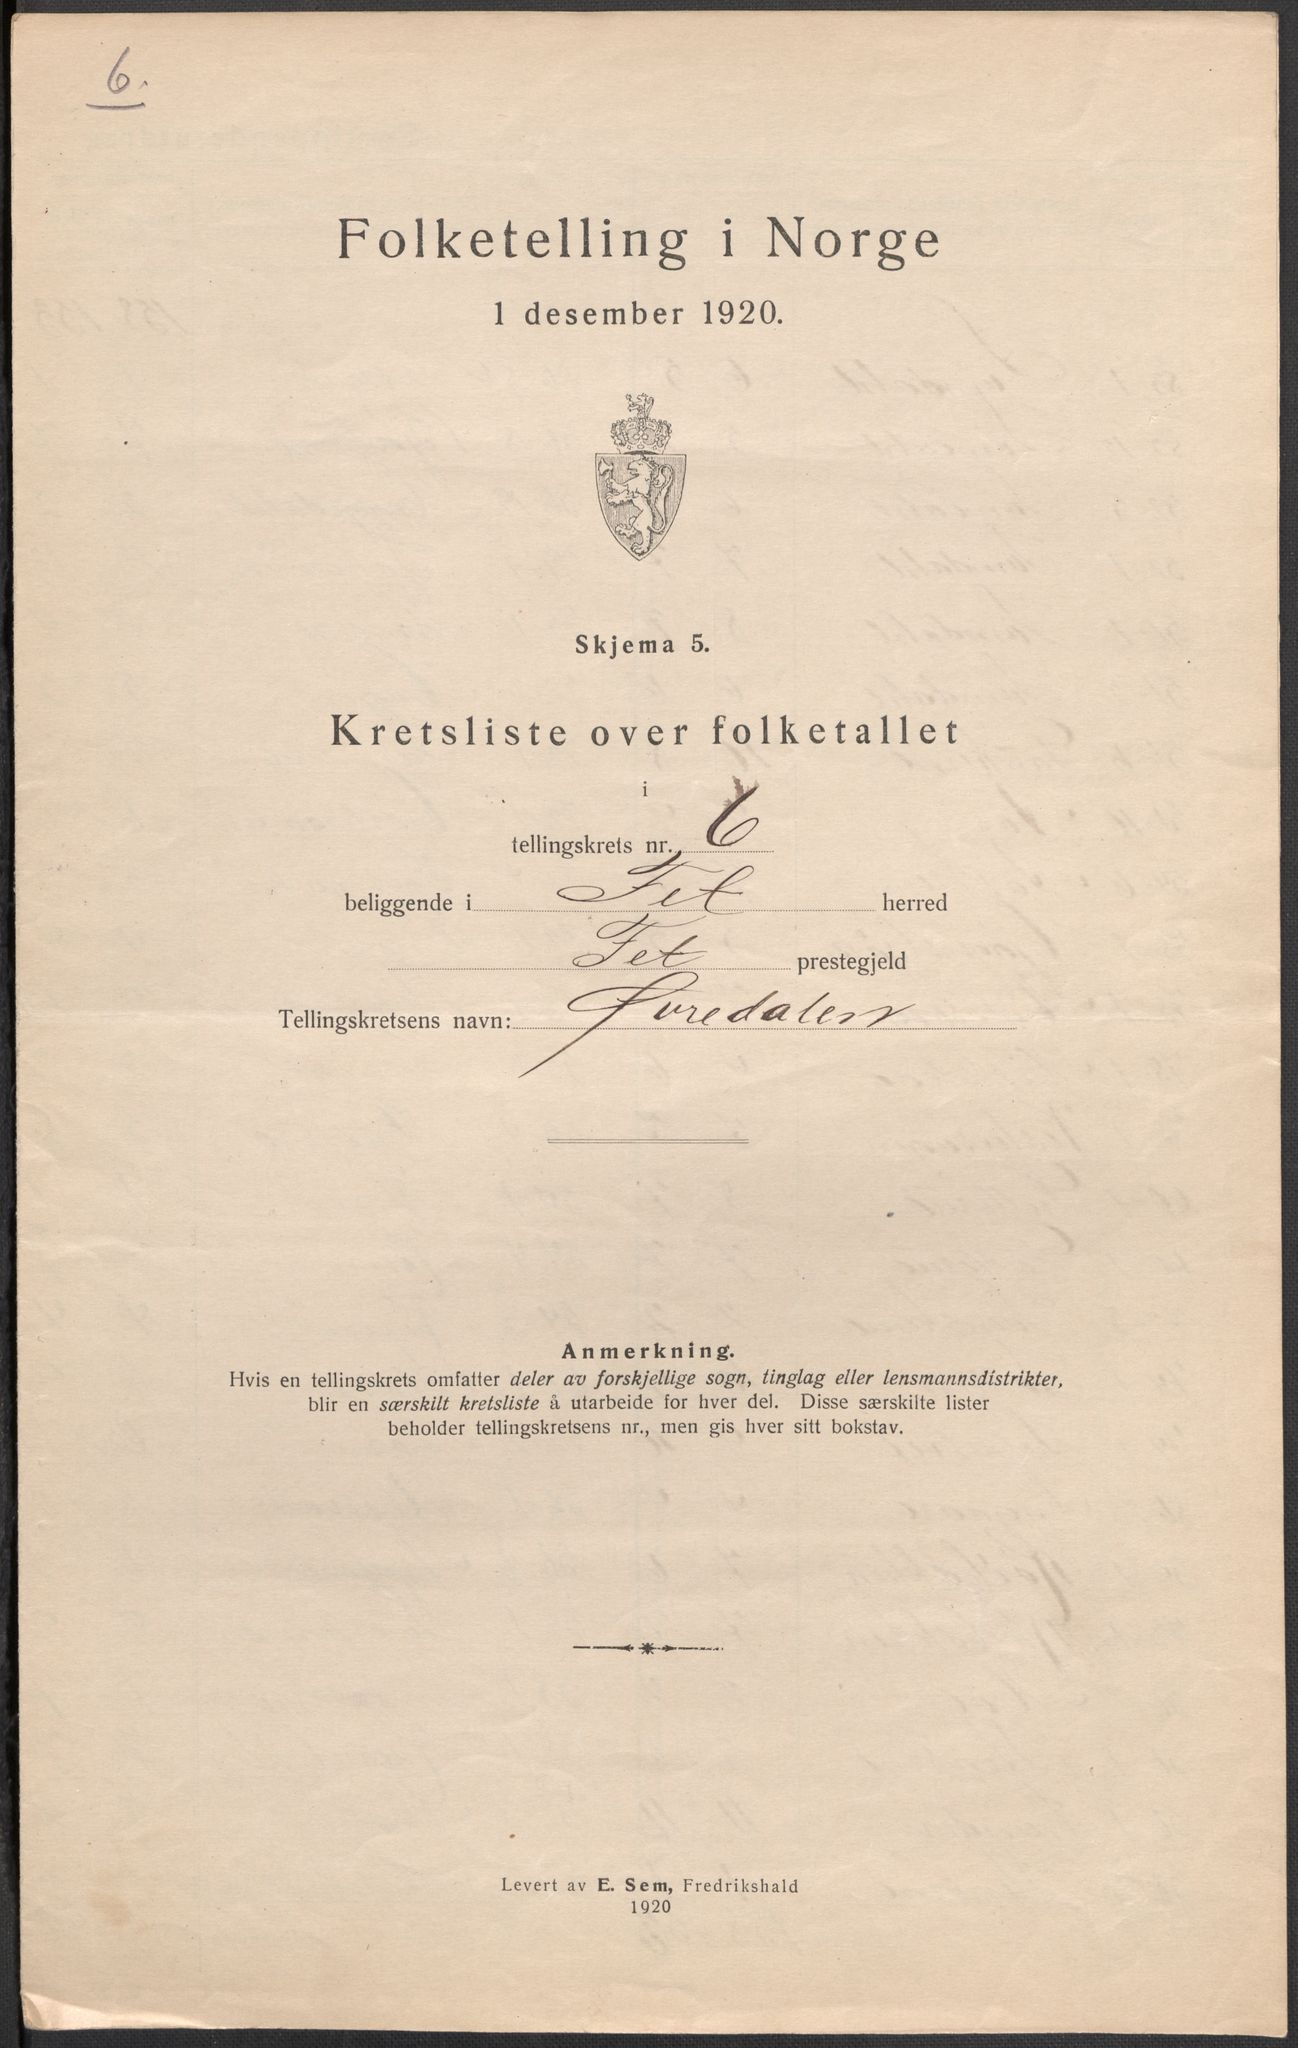 6.
Folketelling i Norge
1 desember 1920.
Skjema 5.
Kretsliste over folketallet
i
tellingskrets nr. 6
beliggende i Fet herred
Fet prestegjeld
Tellingskretsens navn: Øvredalen
Anmerkning.
Hvis en tellingskrets omfatter deler av forskjellige sogn, tinglag eller lensmannsdistrikter,
blir en særskilt kretsliste å utarbeide for hver del. Disse særskilte lister
beholder tellingskretsens nr., men gis hver sitt bokstav.
Levert av E. Sem, Fredrikshald
1920